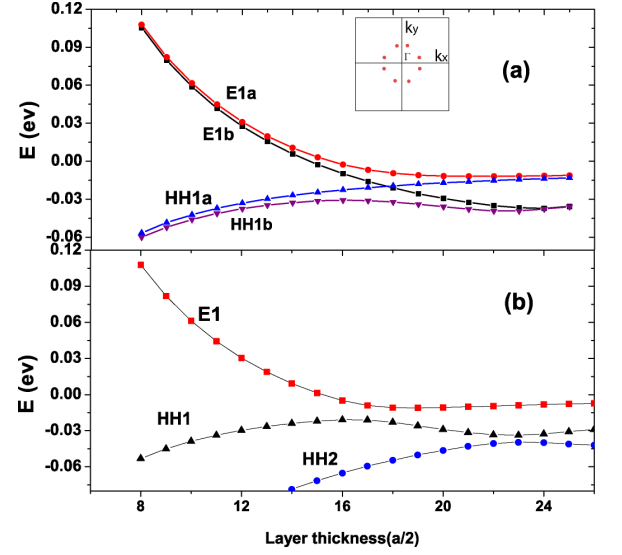 0.12
0.09
0.06
0.03
0.00
-0.03
-0.06
E (ev)
E1a
E1b
HH1a
HH1b
ky
Γ
kx
(a)
0.12
0.09
0.06
0.03
0.00
-0.03
-0.06
E (ev)
E1
HH1
HH2
(b)
8 12 16 20 24
Layer thickness(a/2)